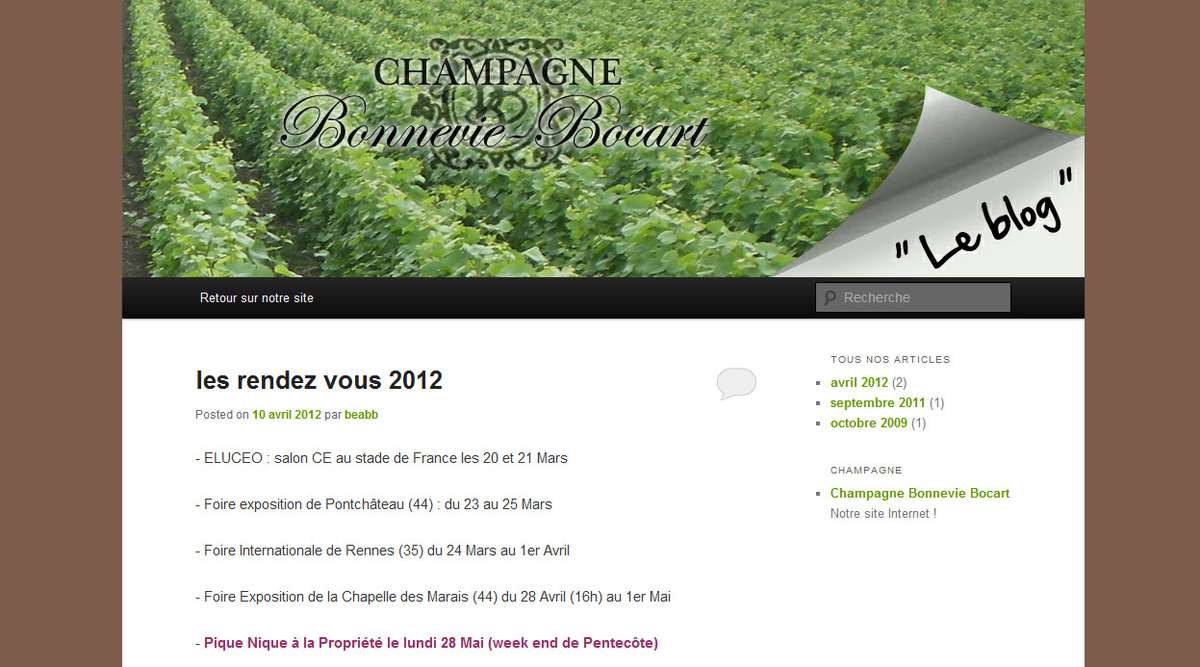 CHAMPAGNE
Bonnevie-Bocart
" Le blog "
Retour sur notre site
Recherche
les rendez vous 2012
Posted on 10 avril 2012 par beabb
- ELUCEO : salon CE au stade de France les 20 et 21 Mars
- Foire exposition de Pontchâteau (44) : du 23 au 25 Mars
- Foire Internationale de Rennes (35) du 24 Mars au 1er Avril
- Foire Exposition de la Chapelle des Marais (44) du 28 Avril (16h) au 1er Mai
- Pique Nique à la Propriété le lundi 28 Mai (week end de Pentecôte)
TOUS NOS ARTICLES
avril 2012 (2)
septembre 2011 (1)
octobre 2009 (1)
CHAMPAGNE
Champagne Bonnevie Bocart
Notre site Internet !